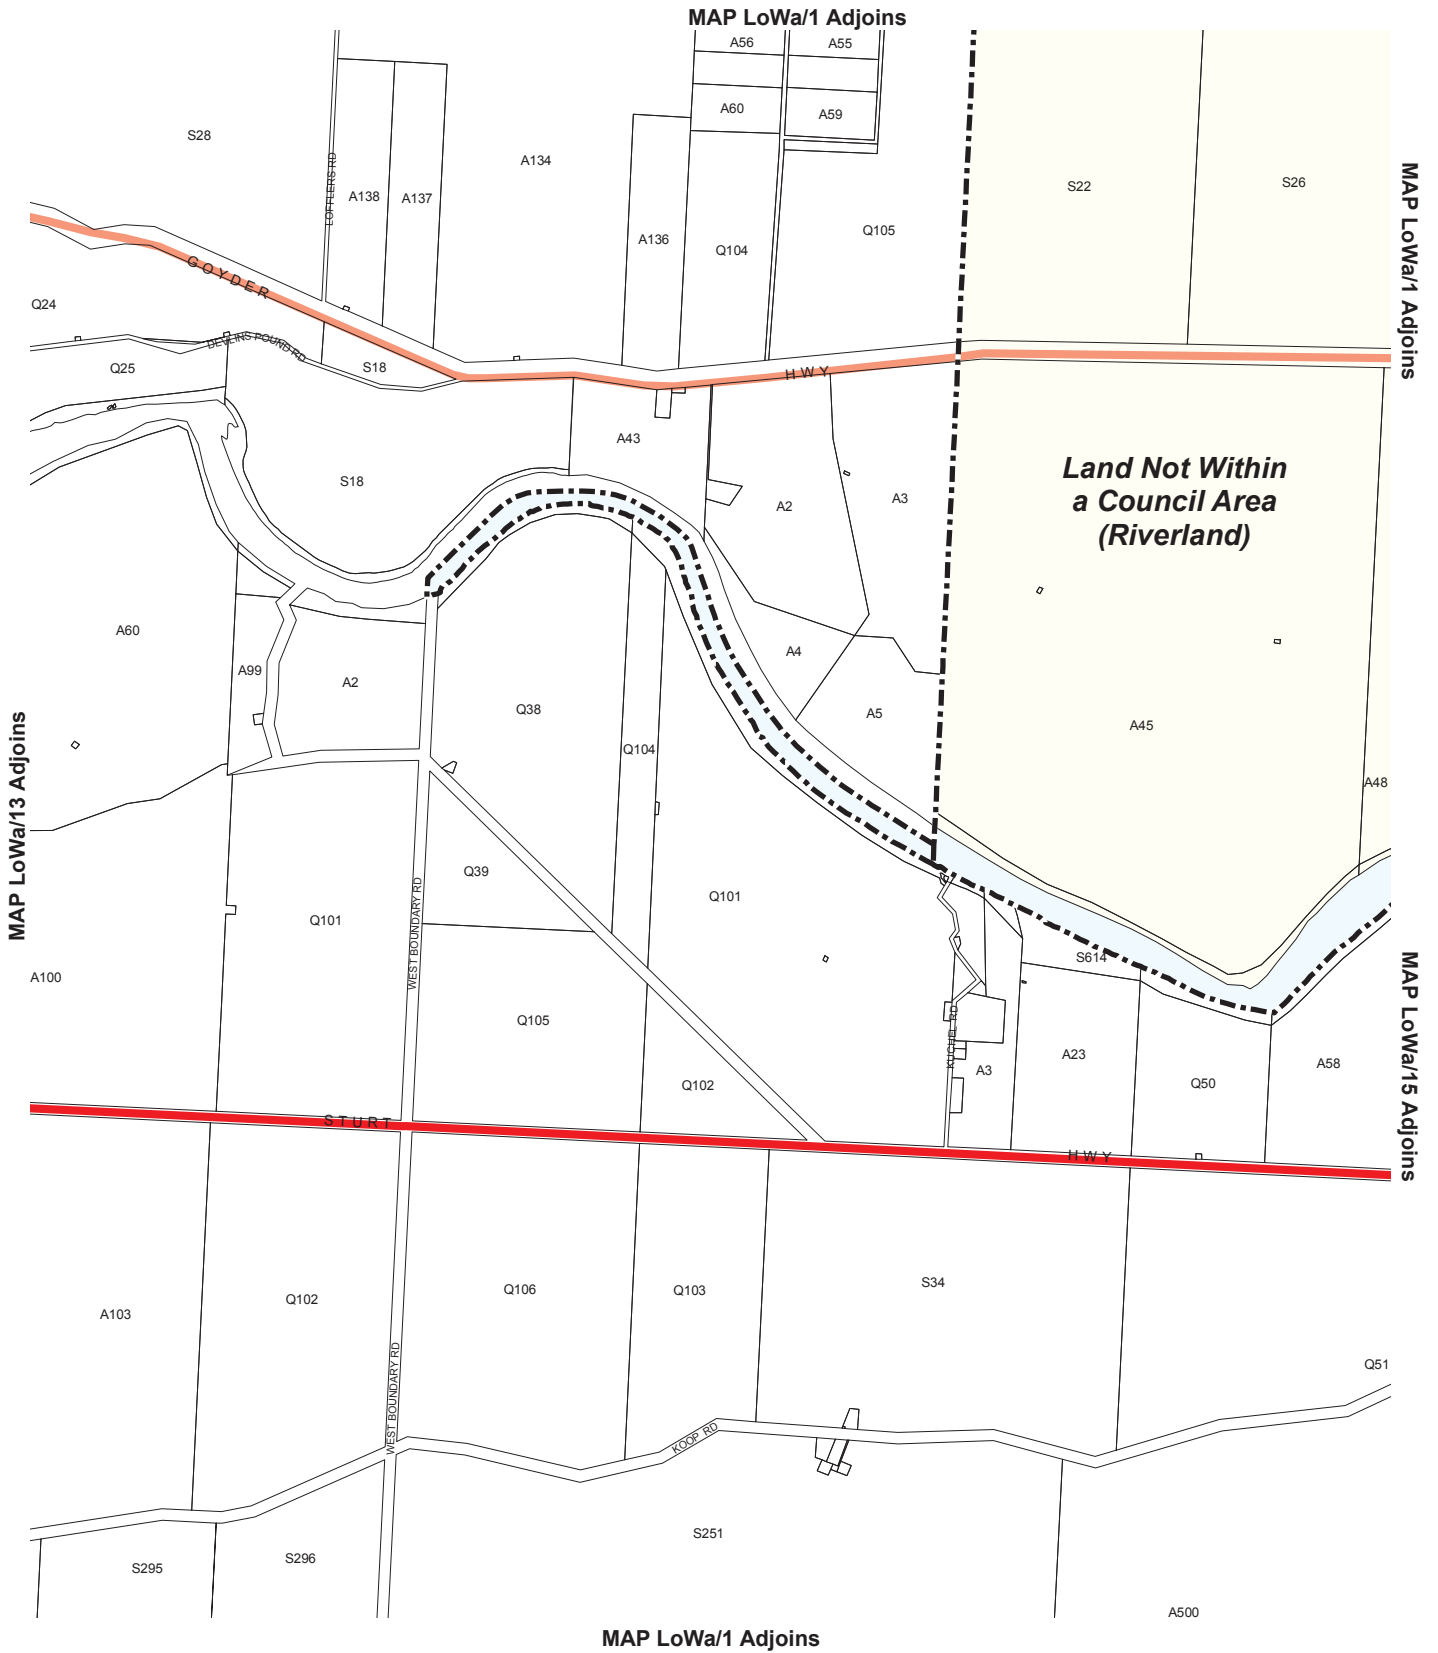 MAP LoWa/1 Adjoins
A56
A55
A60
A59
S28
A134
LOFFLERS RD
A138
A137
S22
S26
MAP LoWa/1 Adjoins
A136
Q104
Q105
GOYDER
Q24
DEVLINS POUND RD
Q25
S18
HWY
A43
S18
A2
A3
Land Not Within
a Council Area
(Riverland)
A60
A99
A2
A4
Q38
A5
A45
Q104
A48
MAP LoWa/13 Adjoins
Q39
Q101
Q101
WEST BOUNDARY RD
S614
A100
Q105
KUCHEL RD
A23
A3
Q102
Q50
A58
MAP LoWa/15 Adjoins
STURT
HWY
A103
Q102
Q106
Q103
S34
Q51
WEST BOUNDARY RD
KOOP RD
S251
S295
S296
A500
MAP LoWa/1 Adjoins